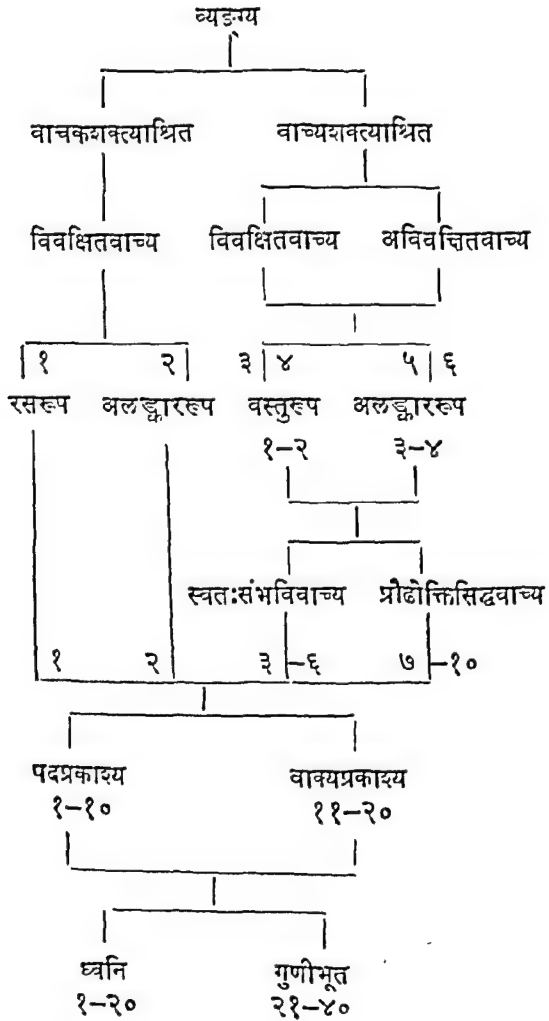 व्यङ्ग्य
वाचकशक्त्याश्रित वाच्यशक्त्याश्रित
विवक्षितवाच्य विवक्षितवाच्य अविवक्षितवाच्य
१ २ ३ ४ ५ ६
रसरूप अलङ्काररूप वस्तुरूप अलङ्काररूप
१-२ ३-४
स्वतःसंभविवाच्य प्रौढोक्तिसिद्धवाच्य
१ २ ३ -६ ७ -१०
पदप्रकाश्य वाक्यप्रकाश्य
१-१० ११-२०
ध्वनि गुणीभूत
१-२० २१-४०